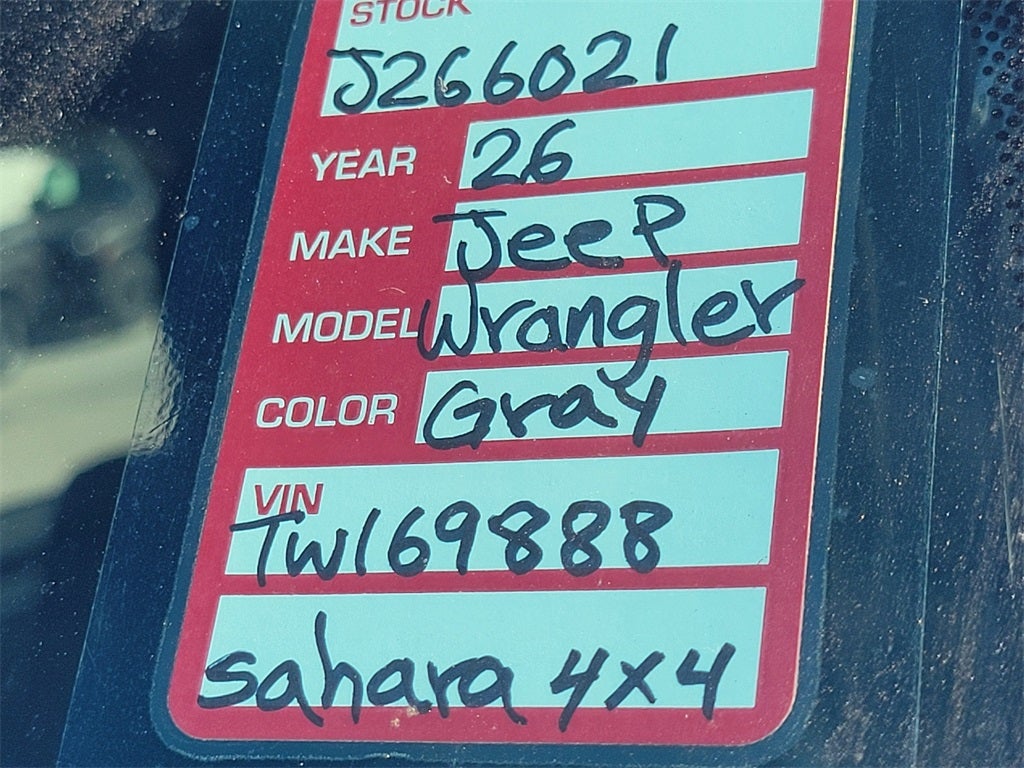 STOCK
J266021
YEAR 26
MAKE Jeep
MODEL Wrangler
COLOR Gray
VIN
TW169888
sahara 4x4